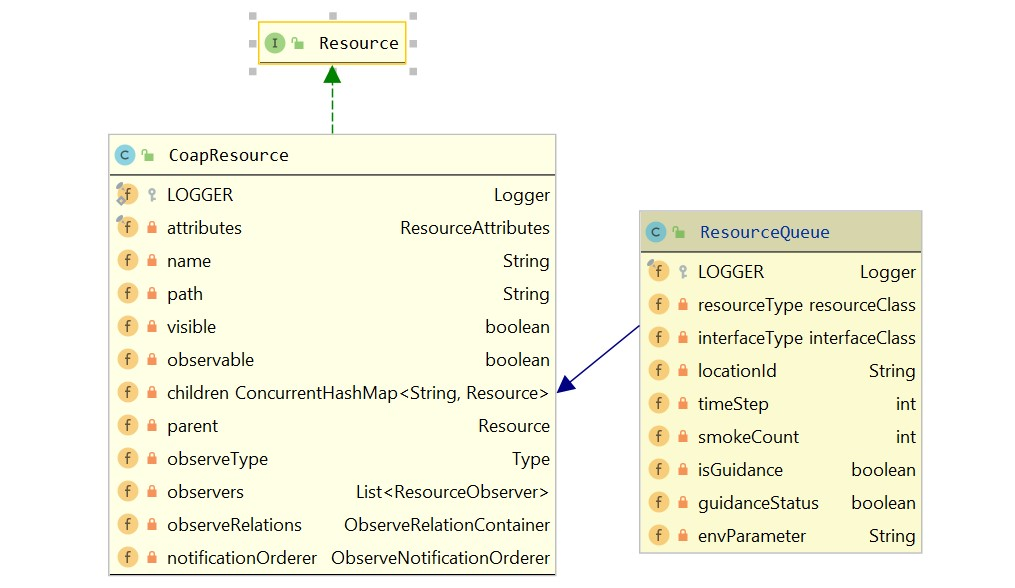 I Resource
C CoapResource
f LOGGER Logger
f attributes ResourceAttributes
f name String
f path String
f visible boolean
f observable boolean
f children ConcurrentHashMap<String, Resource>
f parent Resource
f observeType Type
f observers List<ResourceObserver>
f observeRelations ObserveRelationContainer
f notificationOrderer ObserveNotificationOrderer
C ResourceQueue
f LOGGER Logger
f resourceType resourceClass
f interfaceType interfaceClass
f locationId String
f timeStep int
f smokeCount int
f isGuidance boolean
f guidanceStatus boolean
f envParameter String